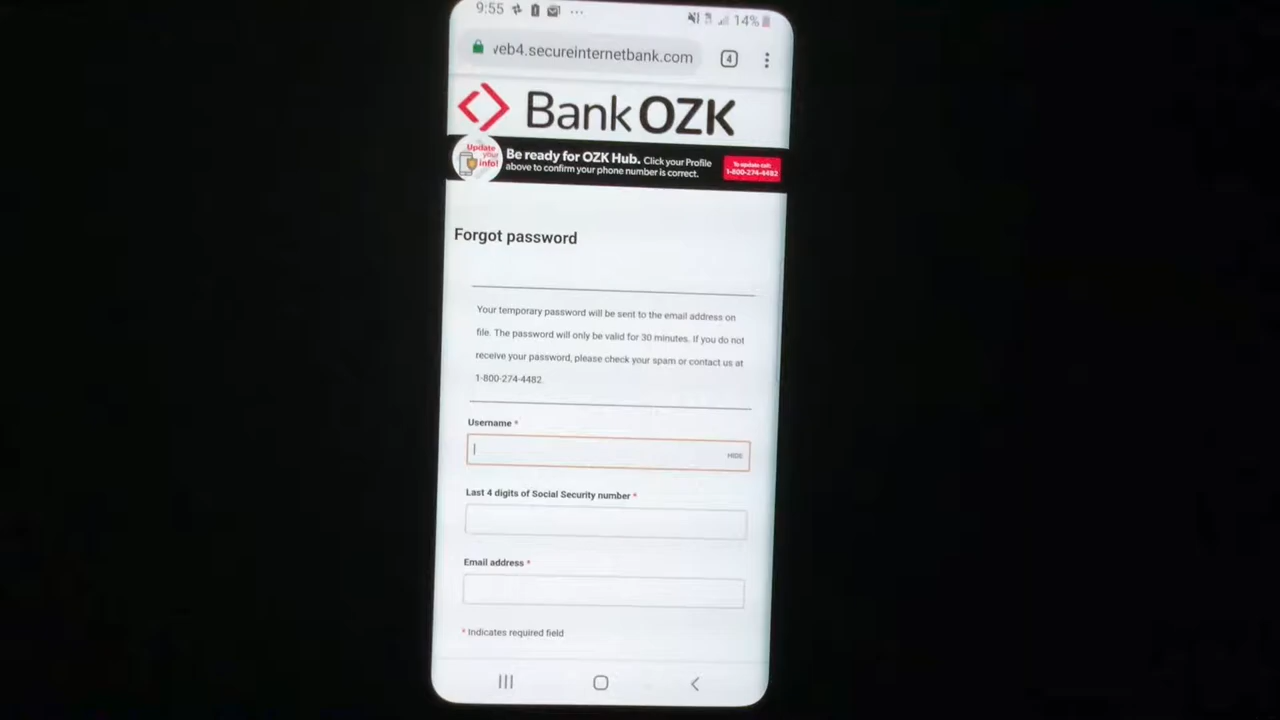 9:55 ... 14%
veb4.secureinternetbank.com 4
Bank OZK
Update
your
info!
Be ready for OZK Hub. Click your Profile
above to confirm your phone number is correct.
To update call:
1-800-274-4482
Forgot password
Your temporary password will be sent to the email address on
file. The password will only be valid for 30 minutes. If you do not
receive your password, please check your spam or contact us at
1-800-274-4482.
Username *
HIDE
Last 4 digits of Social Security number *
Email address *
* Indicates required field